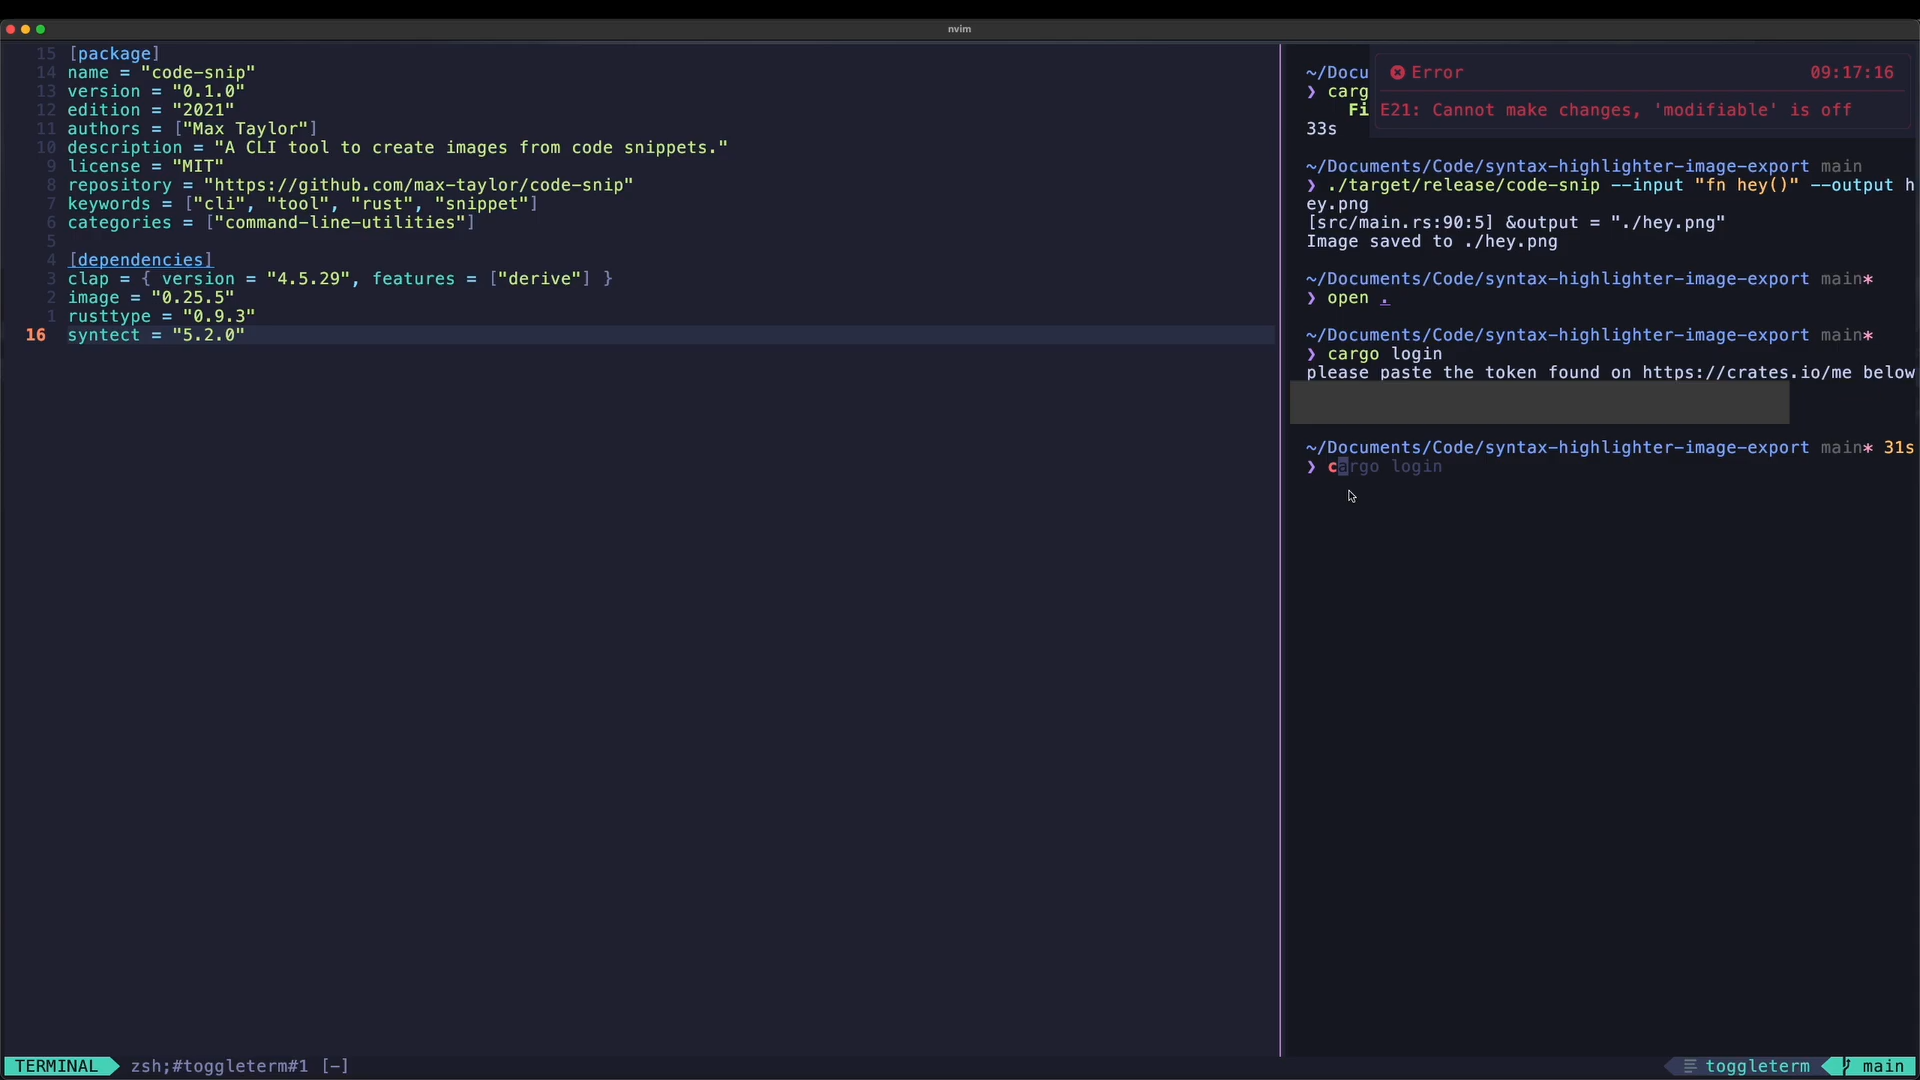 nvim
15 [package]
14 name = "code-snip"
13 version = "0.1.0"
12 edition = "2021"
11 authors = ["Max Taylor"]
10 description = "A CLI tool to create images from code snippets."
9 license = "MIT"
8 repository = "https://github.com/max-taylor/code-snip"
7 keywords = ["cli", "tool", "rust", "snippet"]
6 categories = ["command-line-utilities"]
5
4 [dependencies]
3 clap = { version = "4.5.29", features = ["derive"] }
2 image = "0.25.5"
1 rusttype = "0.9.3"
16 syntect = "5.2.0"
~/Docu
❯ carg
Fi
33s
Error 09:17:16
E21: Cannot make changes, 'modifiable' is off
~/Documents/Code/syntax-highlighter-image-export main
❯ ./target/release/code-snip --input "fn hey()" --output h
ey.png
[src/main.rs:90:5] &output = "./hey.png"
Image saved to ./hey.png
~/Documents/Code/syntax-highlighter-image-export main*
❯ open .
~/Documents/Code/syntax-highlighter-image-export main*
❯ cargo login
please paste the token found on https://crates.io/me below
~/Documents/Code/syntax-highlighter-image-export main* 31s
❯ cargo login
TERMINAL zsh;#toggleterm#1 [-] toggleterm main